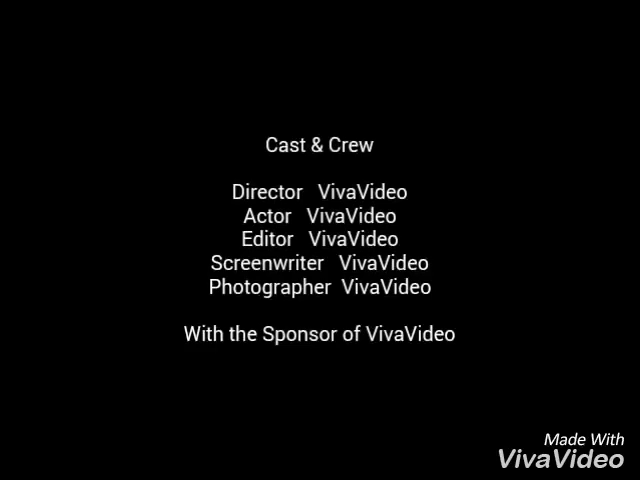 Cast & Crew
Director VivaVideo
Actor VivaVideo
Editor VivaVideo
Screenwriter VivaVideo
Photographer VivaVideo
With the Sponsor of VivaVideo
Made With
VivaVideo